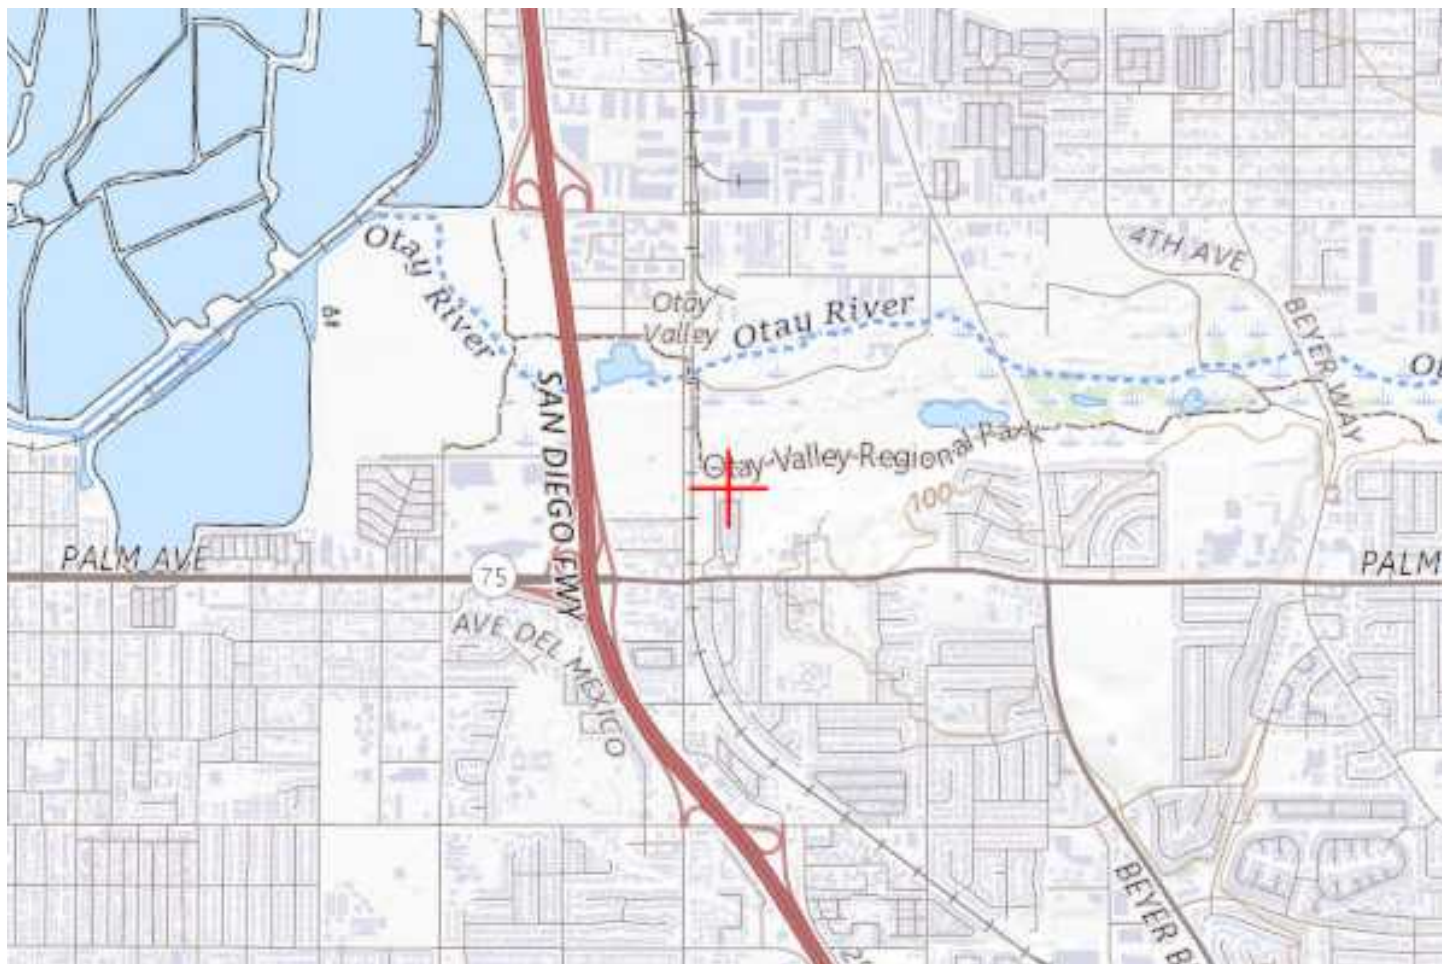 4TH AVE
Otay River
Otay
Valley
Otay River
BEYER WAY
SAN DIEGO FWY
Otay Valley Regional Park
100
PALM AVE
75
PALM
AVE DEL MEXICO
BEYER B